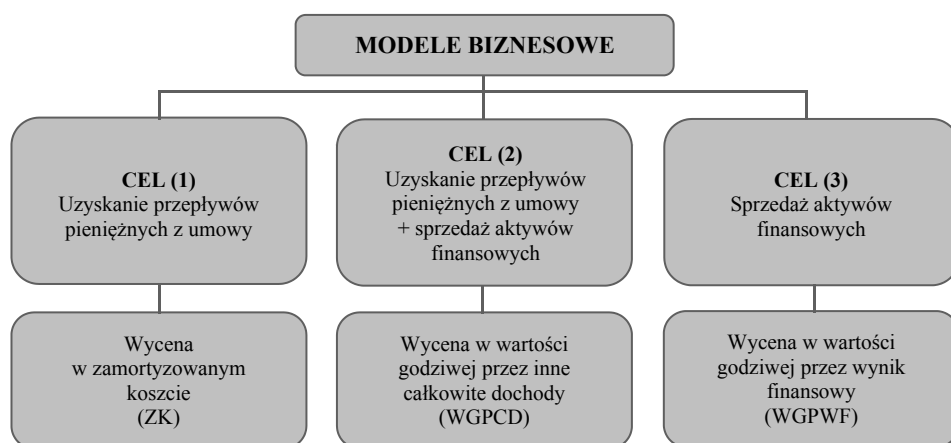 MODELE BIZNESOWE
CEL (1)
Uzyskanie przepływów
pieniężnych z umowy
CEL (2)
Uzyskanie przepływów
pieniężnych z umowy
+ sprzedaż aktywów
finansowych
CEL (3)
Sprzedaż aktywów
finansowych
Wycena
w zamortyzowanym
koszcie
(ZK)
Wycena w wartości
godziwej przez inne
całkowite dochody
(WGPCD)
Wycena w wartości
godziwej przez wynik
finansowy
(WGPWF)